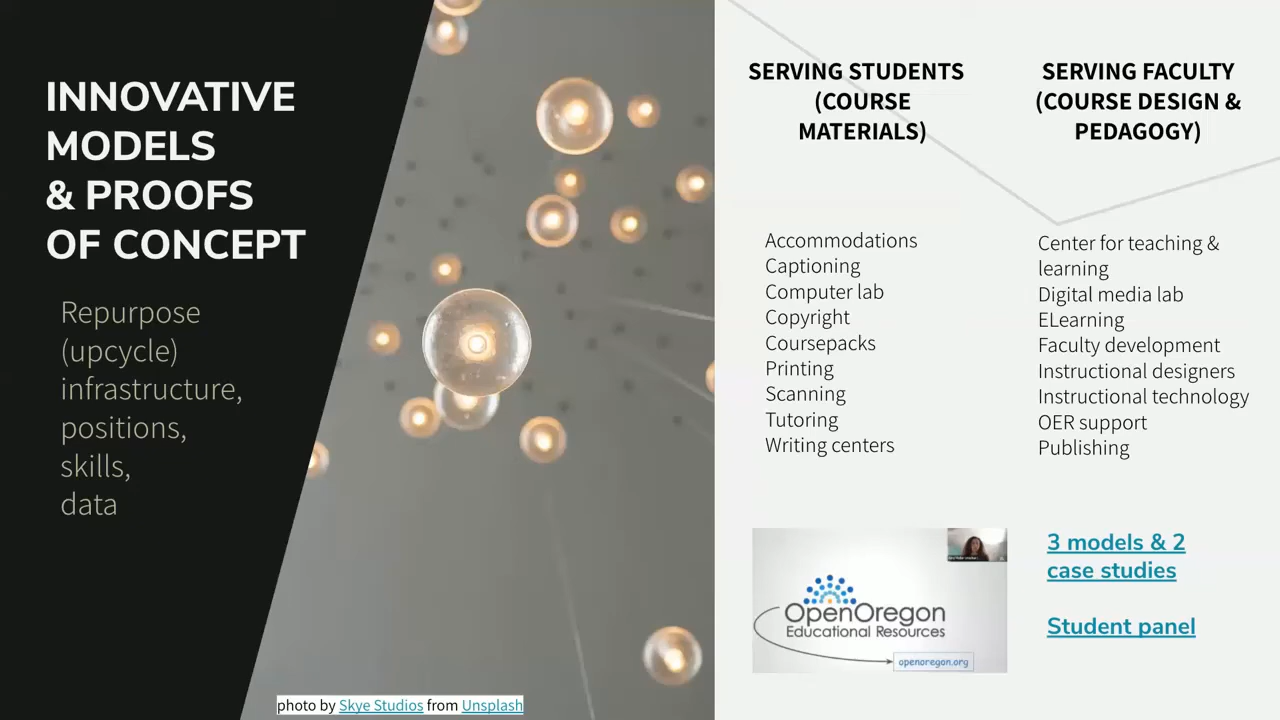 INNOVATIVE
MODELS
& PROOFS
OF CONCEPT
Repurpose
(upcycle)
infrastructure,
positions,
skills,
data
photo by Skye Studios from Unsplash
SERVING STUDENTS
(COURSE
MATERIALS)
Accommodations
Captioning
Computer lab
Copyright
Coursepacks
Printing
Scanning
Tutoring
Writing centers
SERVING FACULTY
(COURSE DESIGN &
PEDAGOGY)
Center for teaching &
learning
Digital media lab
ELearning
Faculty development
Instructional designers
Instructional technology
OER support
Publishing
OpenOregon
Educational Resources
openoregon.org
3 models & 2
case studies
Student panel